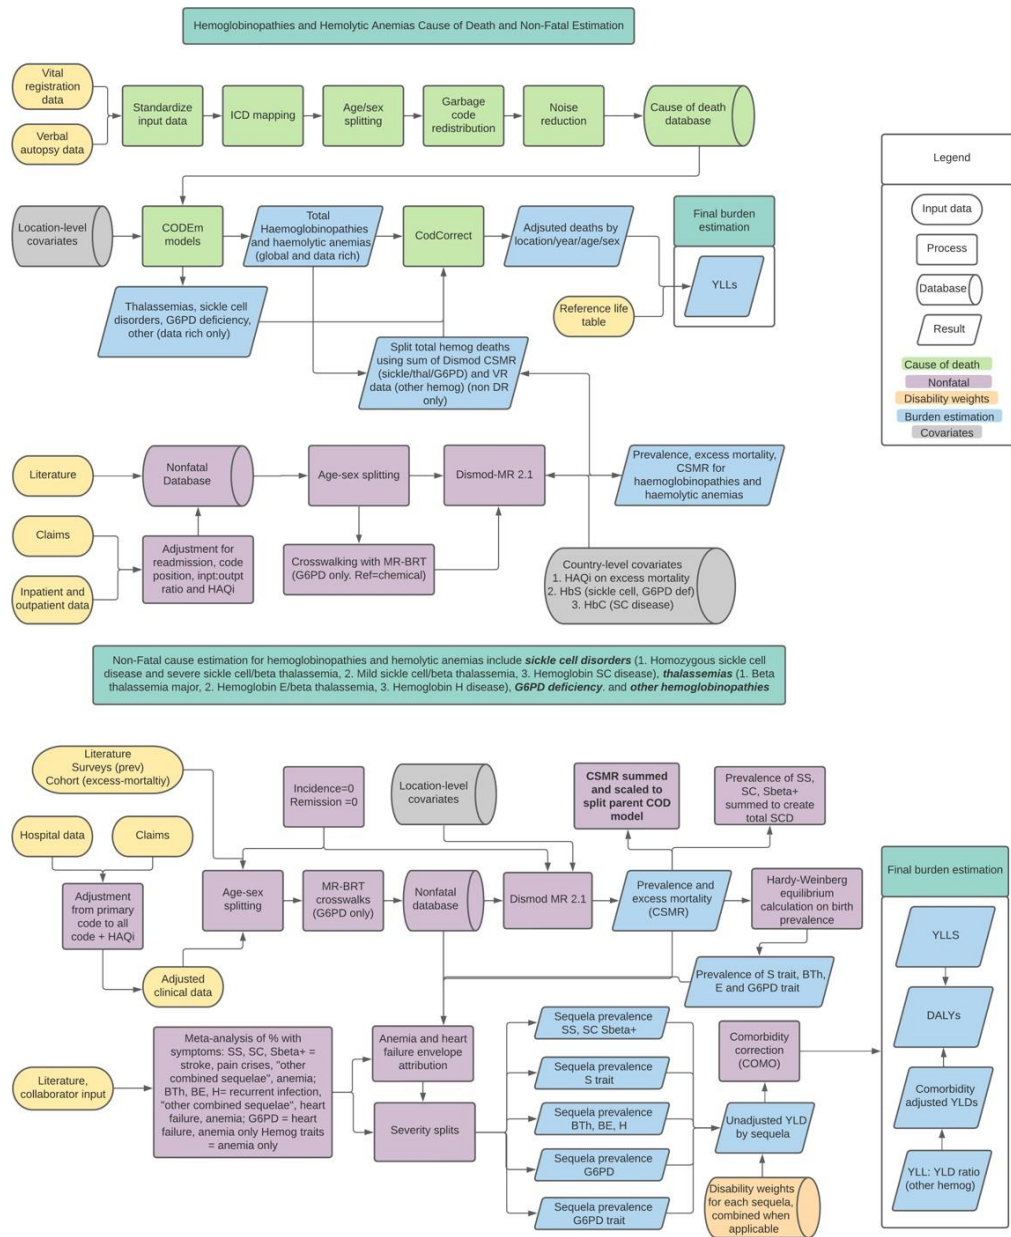 Hemoglobinopathies and Hemolytic Anemias Cause of Death and Non-Fatal Estimation
Vital
registration
data
Verbal
autopsy data
Standardize
input data
ICD mapping
Age/sex
splitting
Garbage
code
redistribution
Noise
reduction
Cause of death
database
Legend
Input data
Process
Database
Result
Cause of death
Nonfatal
Disability weights
Burden estimation
Covariates
Location-level
covariates
CODEm
models
Total
Haemoglobinopathies
and haemolytic anemias
(global and data rich)
CodCorrect
Adjsuted deaths by
location/year/age/sex
Final burden
estimation
YLLs
Reference life
table
Thalassemias, sickle cell
disorders, G6PD deficiency,
other (data rich only)
Split total hemog deaths
using sum of Dismod CSMR
(sickle/thal/G6PD) and VR
data (other hemog) (non DR
only)
Literature
Nonfatal
Database
Age-sex splitting
Dismod-MR 2.1
Prevalence, excess mortality,
CSMR for
haemoglobinopathies and
haemolytic anemias
Claims
Inpatient and
outpatient data
Adjustment for
readmission, code
position, inpt:outpt
ratio and HAQi
Crosswalking with MR-BRT
(G6PD only. Ref=chemical)
Country-level covariates
1. HAQi on excess mortality
2. HbS (sickle cell, G6PD def)
3. HbC (SC disease)
Non-Fatal cause estimation for hemoglobinopathies and hemolytic anemias include sickle cell disorders (1. Homozygous sickle cell
disease and severe sickle cell/beta thalassemia, 2. Mild sickle cell/beta thalassemia, 3. Hemoglobin SC disease), thalassemias (1. Beta
thalassemia major, 2. Hemoglobin E/beta thalassemia, 3. Hemoglobin H disease), G6PD deficiency. and other hemoglobinopathies
Literature
Surveys (prev)
Cohort (excess-mortaltiy)
Incidence=0
Remission =0
Location-level
covariates
CSMR summed
and scaled to
split parent COD
model
Prevalence of SS,
SC, Sbeta+
summed to create
total SCD
Hospital data
Claims
Adjustment
from primary
code to all
code + HAQi
Adjusted
clinical data
Age-sex
splitting
MR-BRT
crosswalks
(G6PD only)
Nonfatal
database
Dismod MR 2.1
Prevalence and
excess mortality
(CSMR)
Hardy-Weinberg
equilibrium
calculation on birth
prevalence
Prevalence of S trait, BTh,
E and G6PD trait
Final burden estimation
YLLS
DALYs
Comorbidity
adjusted YLDs
YLL: YLD ratio
(other hemog)
Literature,
collaborator input
Meta-analysis of % with
symptoms: SS, SC, Sbeta+ =
stroke, pain crises, "other
combined sequelae", anemia;
BTh, BE, H= recurrent infection,
"other combined sequelae", heart
failure, anemia; G6PD = heart
failure, anemia only Hemog traits
= anemia only
Anemia and heart
failure envelope
attribution
Severity splits
Sequela prevalence
SS, SC Sbeta+
Sequela prevalence
S trait
Sequela prevalence
BTh, BE, H
Sequela prevalence
G6PD
Sequela prevalence
G6PD trait
Comorbidity
correction
(COMO)
Unadjusted YLD
by sequela
Disability weights
for each sequela,
combined when
applicable